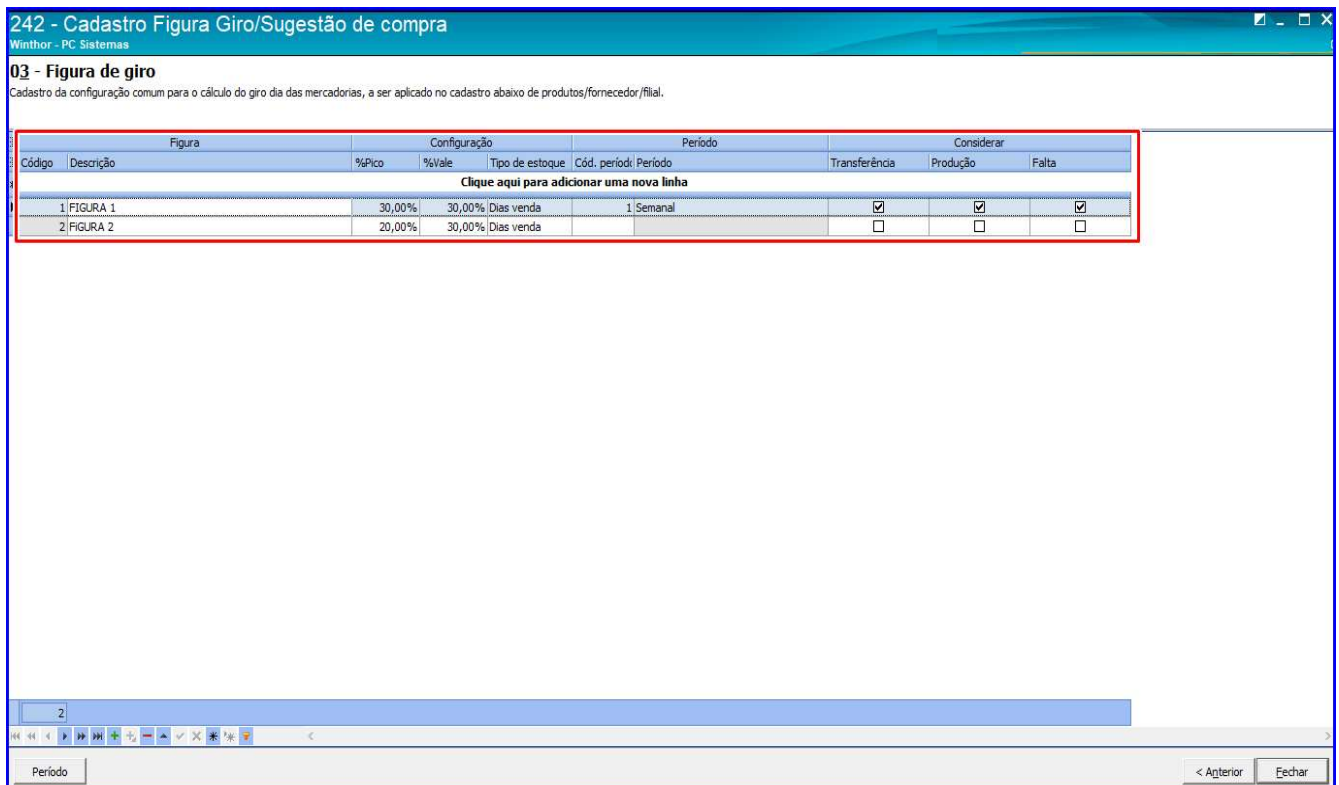 242 - Cadastro Figura Giro/Sugestão de compra
Winthor - PC Sistemas
03 - Figura de giro
Cadastro da configuração comum para o cálculo do giro dia das mercadorias, a ser aplicado no cadastro abaixo de produtos/fornecedor/filial.
Figura Configuração Período Considerar
Código Descrição %Pico %Vale Tipo de estoque Cód. períod Período Transferência Produção Falta
Clique aqui para adicionar uma nova linha
1 FIGURA 1 30,00% 30,00% Dias venda 1 Semanal
2 FiGURA 2 20,00% 30,00% Dias venda
2
Período < Anterior Fechar